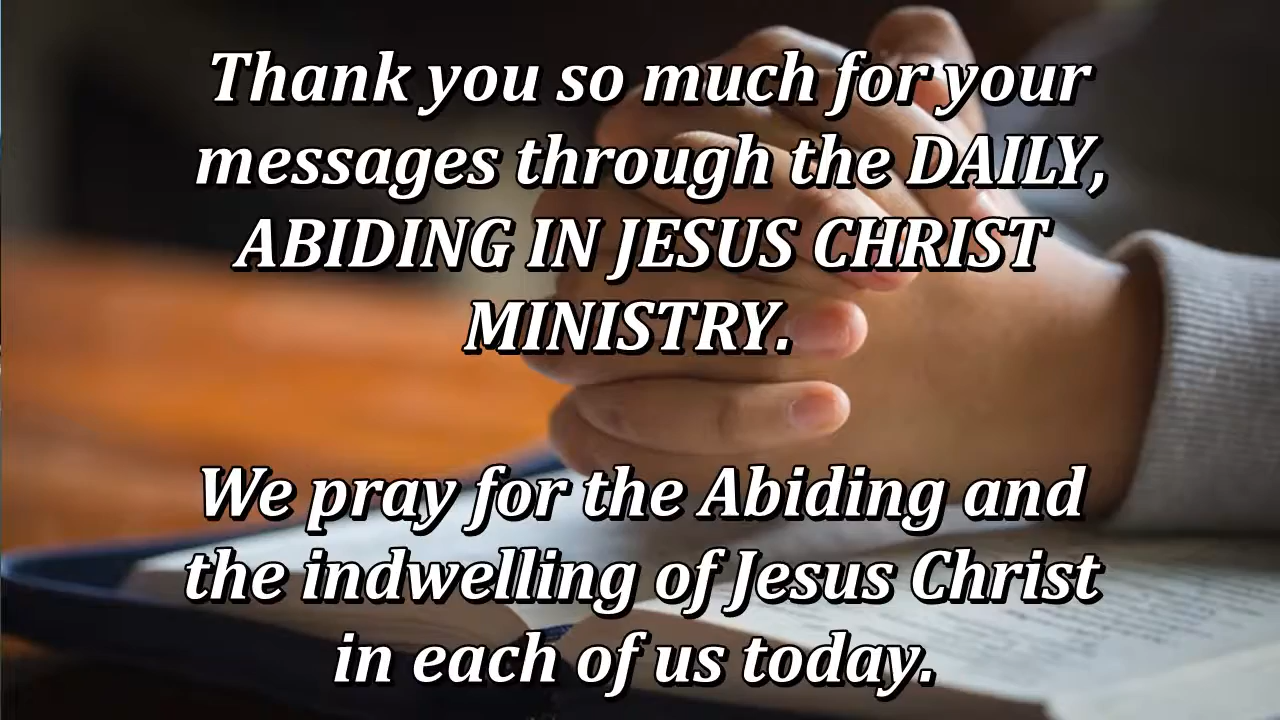 Thank you so much for your
messages through the DAILY,
ABIDING IN JESUS CHRIST
MINISTRY.
We pray for the Abiding and
the indwelling of Jesus Christ
in each of us today.